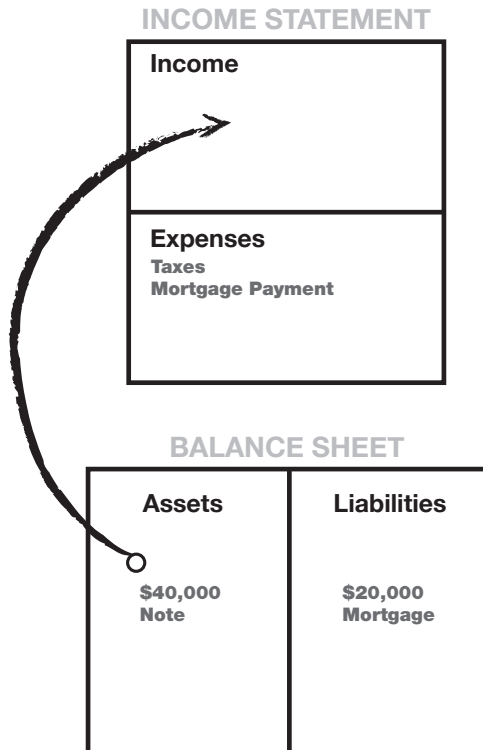 INCOME STATEMENT
Income
Expenses
Taxes
Mortgage Payment
BALANCE SHEET
Assets
Liabilities
$40,000
Note
$20,000
Mortgage